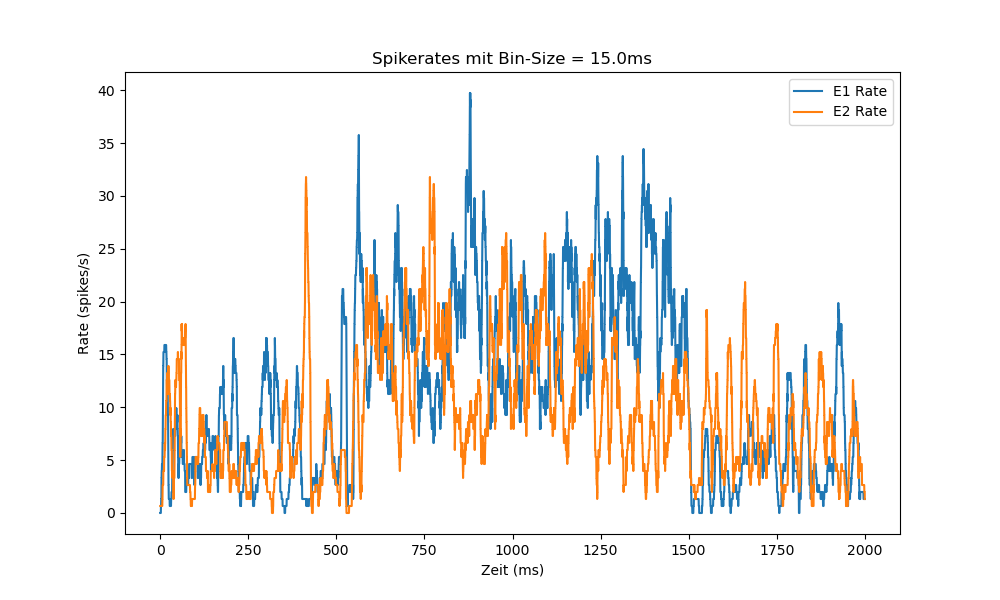 Spikerates mit Bin-Size = 15.0ms
E1 Rate
E2 Rate
Rate (spikes/s)
40
35
30
25
20
15
10
5
0
0 250 500 750 1000 1250 1500 1750 2000
Zeit (ms)